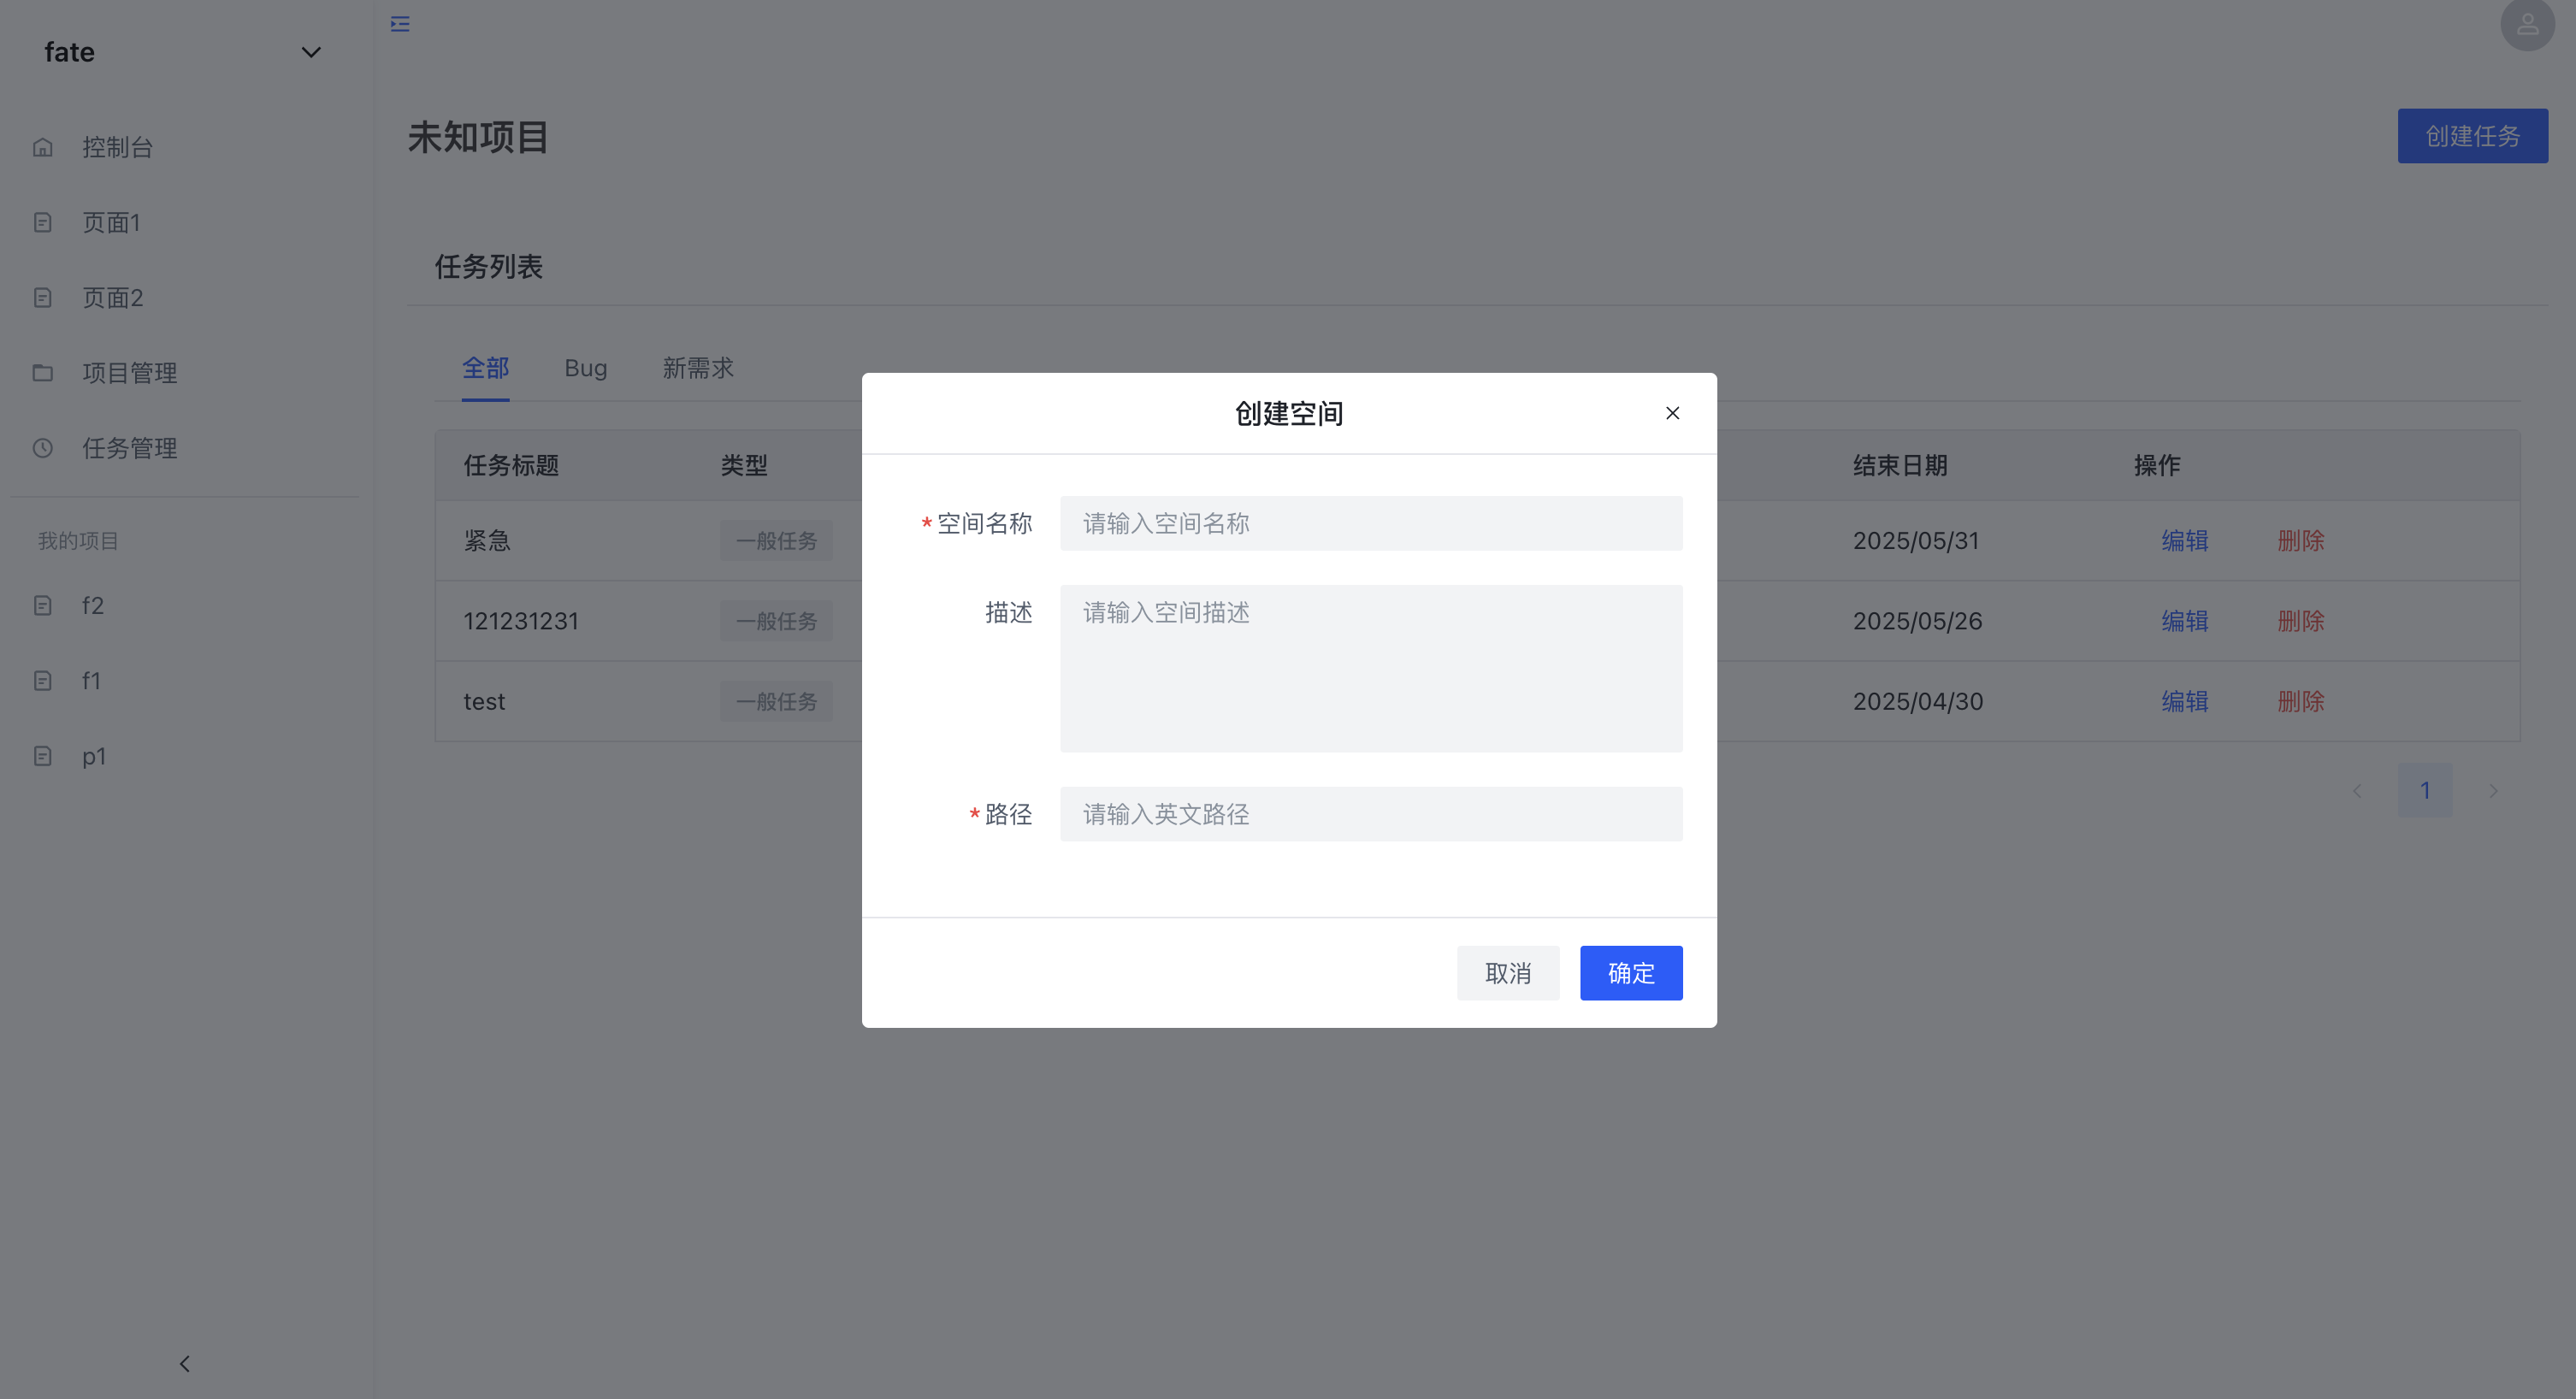 fate
控制台
页面1
页面2
项目管理
任务管理
我的项目
f2
f1
p1
未知项目
创建任务
任务列表
全部 Bug 新需求
任务标题 类型 结束日期 操作
紧急 一般任务 2025/05/31 编辑 删除
121231231 一般任务 2025/05/26 编辑 删除
test 一般任务 2025/04/30 编辑 删除
1
创建空间
*空间名称 请输入空间名称
描述 请输入空间描述
*路径 请输入英文路径
取消 确定